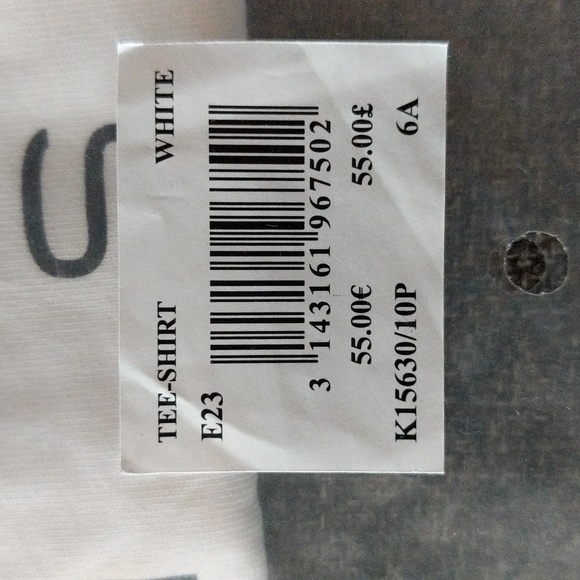 TEE-SHIRT WHITE
E23
3 143161 967502
55.00€ 55.00£
K15630/10P 6A
S